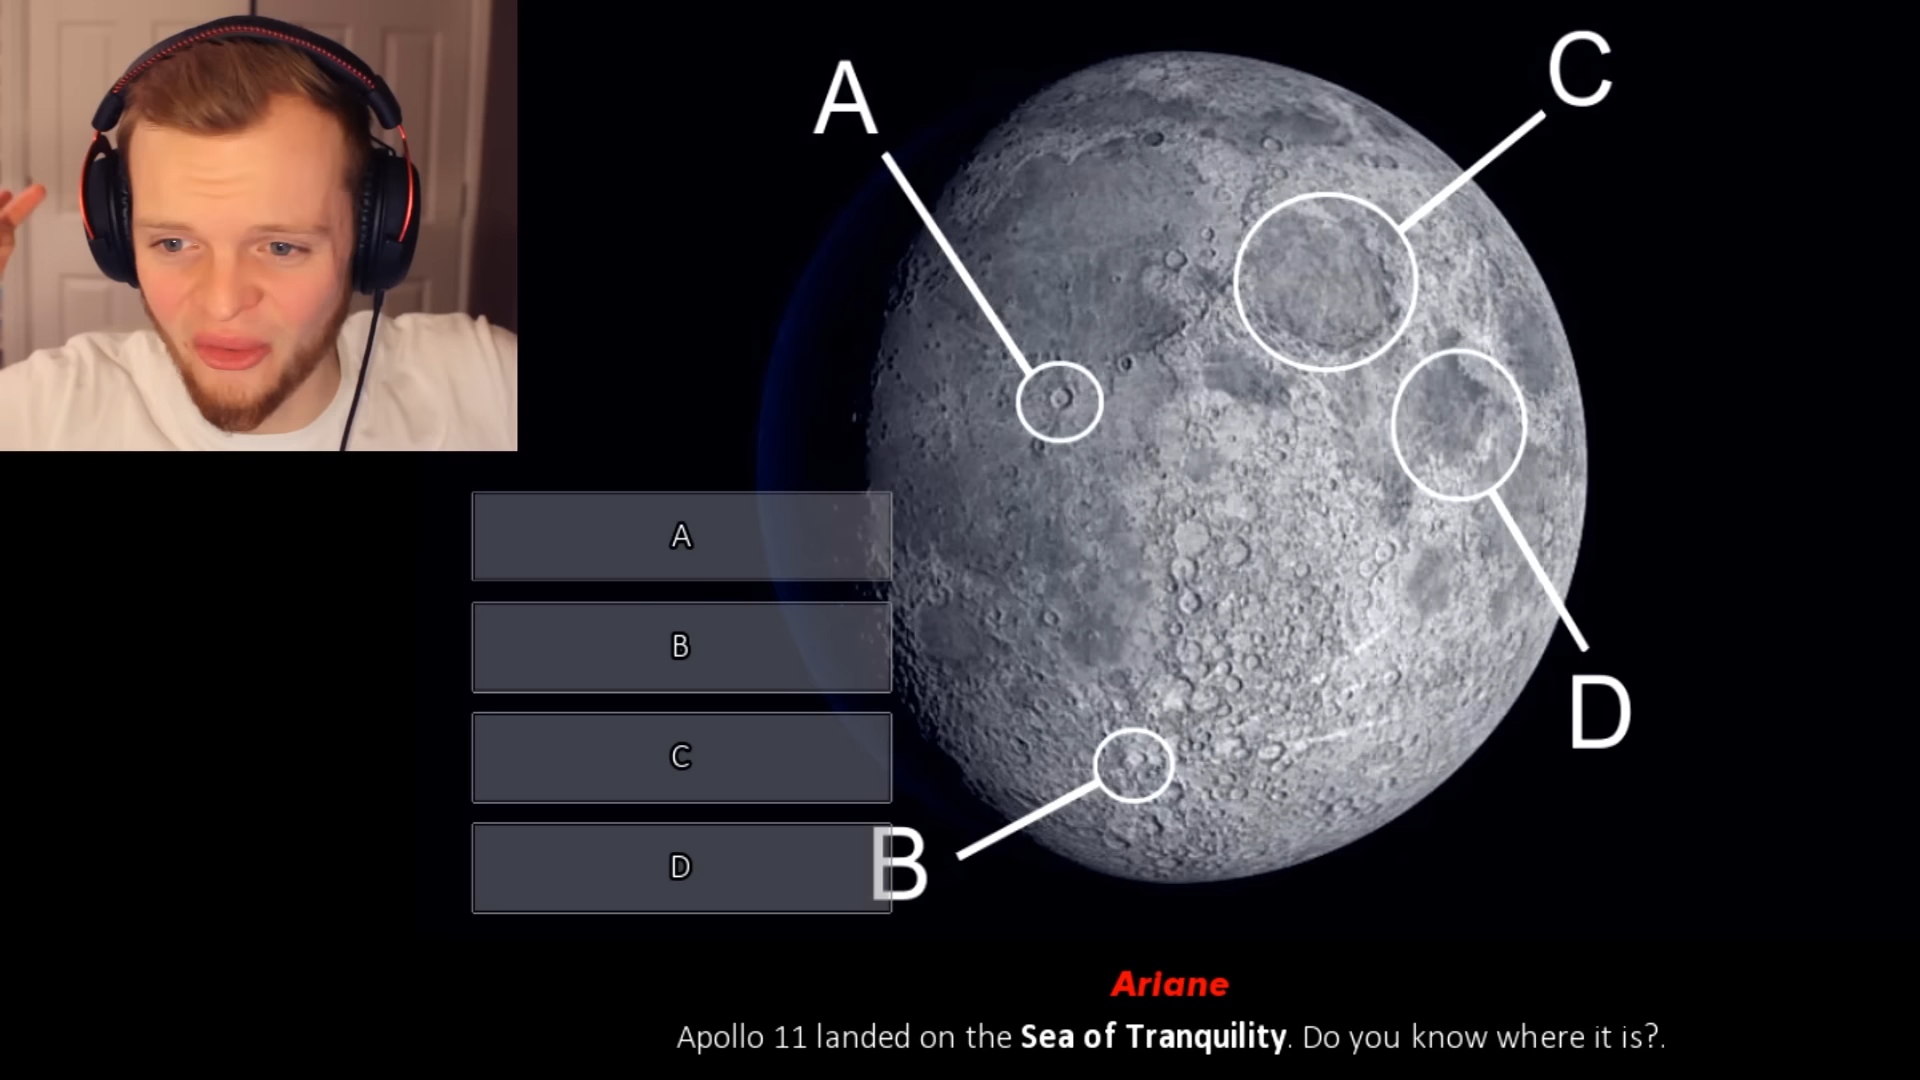 A
C
A
B
C
D
D
B
Ariane
Apollo 11 landed on the Sea of Tranquility. Do you know where it is?.